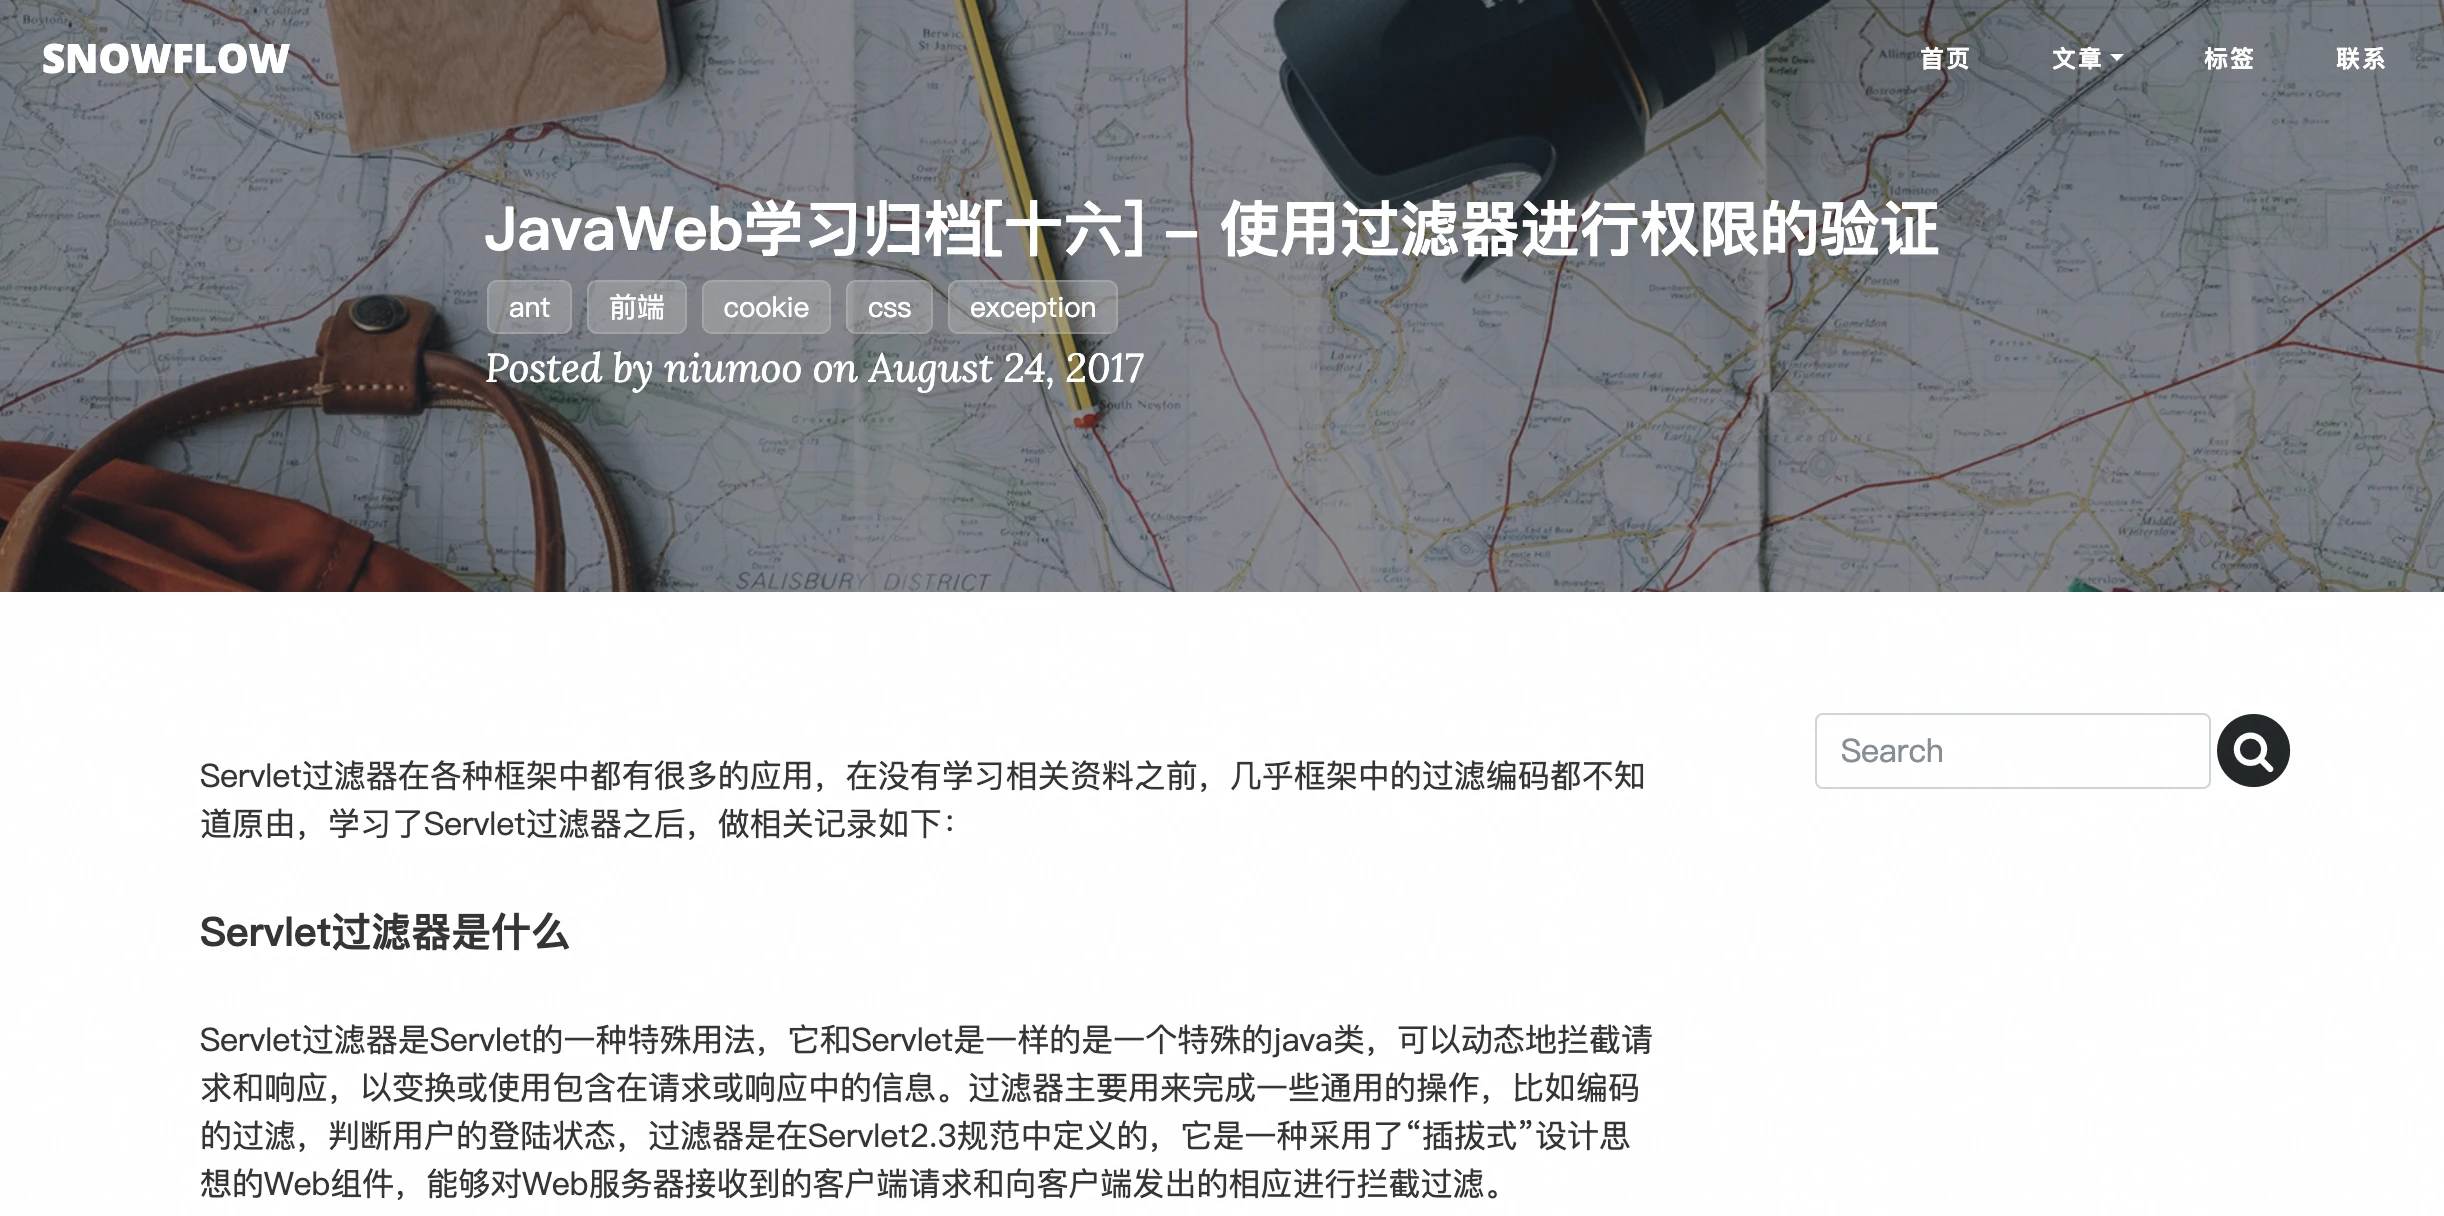 SNOWFLOW
首页 文章 标签 联系
JavaWeb学习归档[十六] – 使用过滤器进行权限的验证
ant 前端 cookie css exception
Posted by niumoo on August 24, 2017
SALISBURY DISTRICT
South Newton
Search
Servlet过滤器在各种框架中都有很多的应用，在没有学习相关资料之前，几乎框架中的过滤编码都不知
道原由，学习了Servlet过滤器之后，做相关记录如下：
Servlet过滤器是什么
Servlet过滤器是Servlet的一种特殊用法，它和Servlet是一样的是一个特殊的java类，可以动态地拦截请
求和响应，以变换或使用包含在请求或响应中的信息。过滤器主要用来完成一些通用的操作，比如编码
的过滤，判断用户的登陆状态，过滤器是在Servlet2.3规范中定义的，它是一种采用了“插拔式”设计思
想的Web组件，能够对Web服务器接收到的客户端请求和向客户端发出的相应进行拦截过滤。